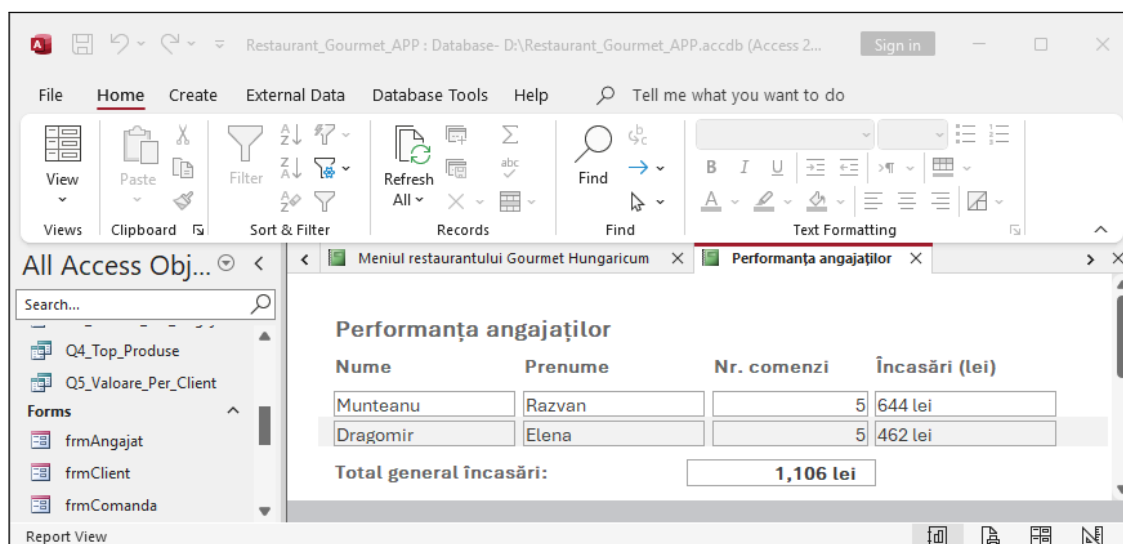 Restaurant_Gourmet_APP : Database- D:\Restaurant_Gourmet_APP.accdb (Access 2...
Sign in
File Home Create External Data Database Tools Help Tell me what you want to do
View
Paste
Filter
Refresh All
Find
Views Clipboard Sort & Filter Records Find Text Formatting
All Access Obj...
Meniul restaurantului Gourmet Hungaricum
Performanța angajaților
Search...
Q4_Top_Produse
Q5_Valoare_Per_Client
Forms
frmAngajat
frmClient
frmComanda
Performanța angajaților
Nume Prenume Nr. comenzi Încasări (lei)
Munteanu Razvan 5 644 lei
Dragomir Elena 5 462 lei
Total general încasări: 1,106 lei
Report View